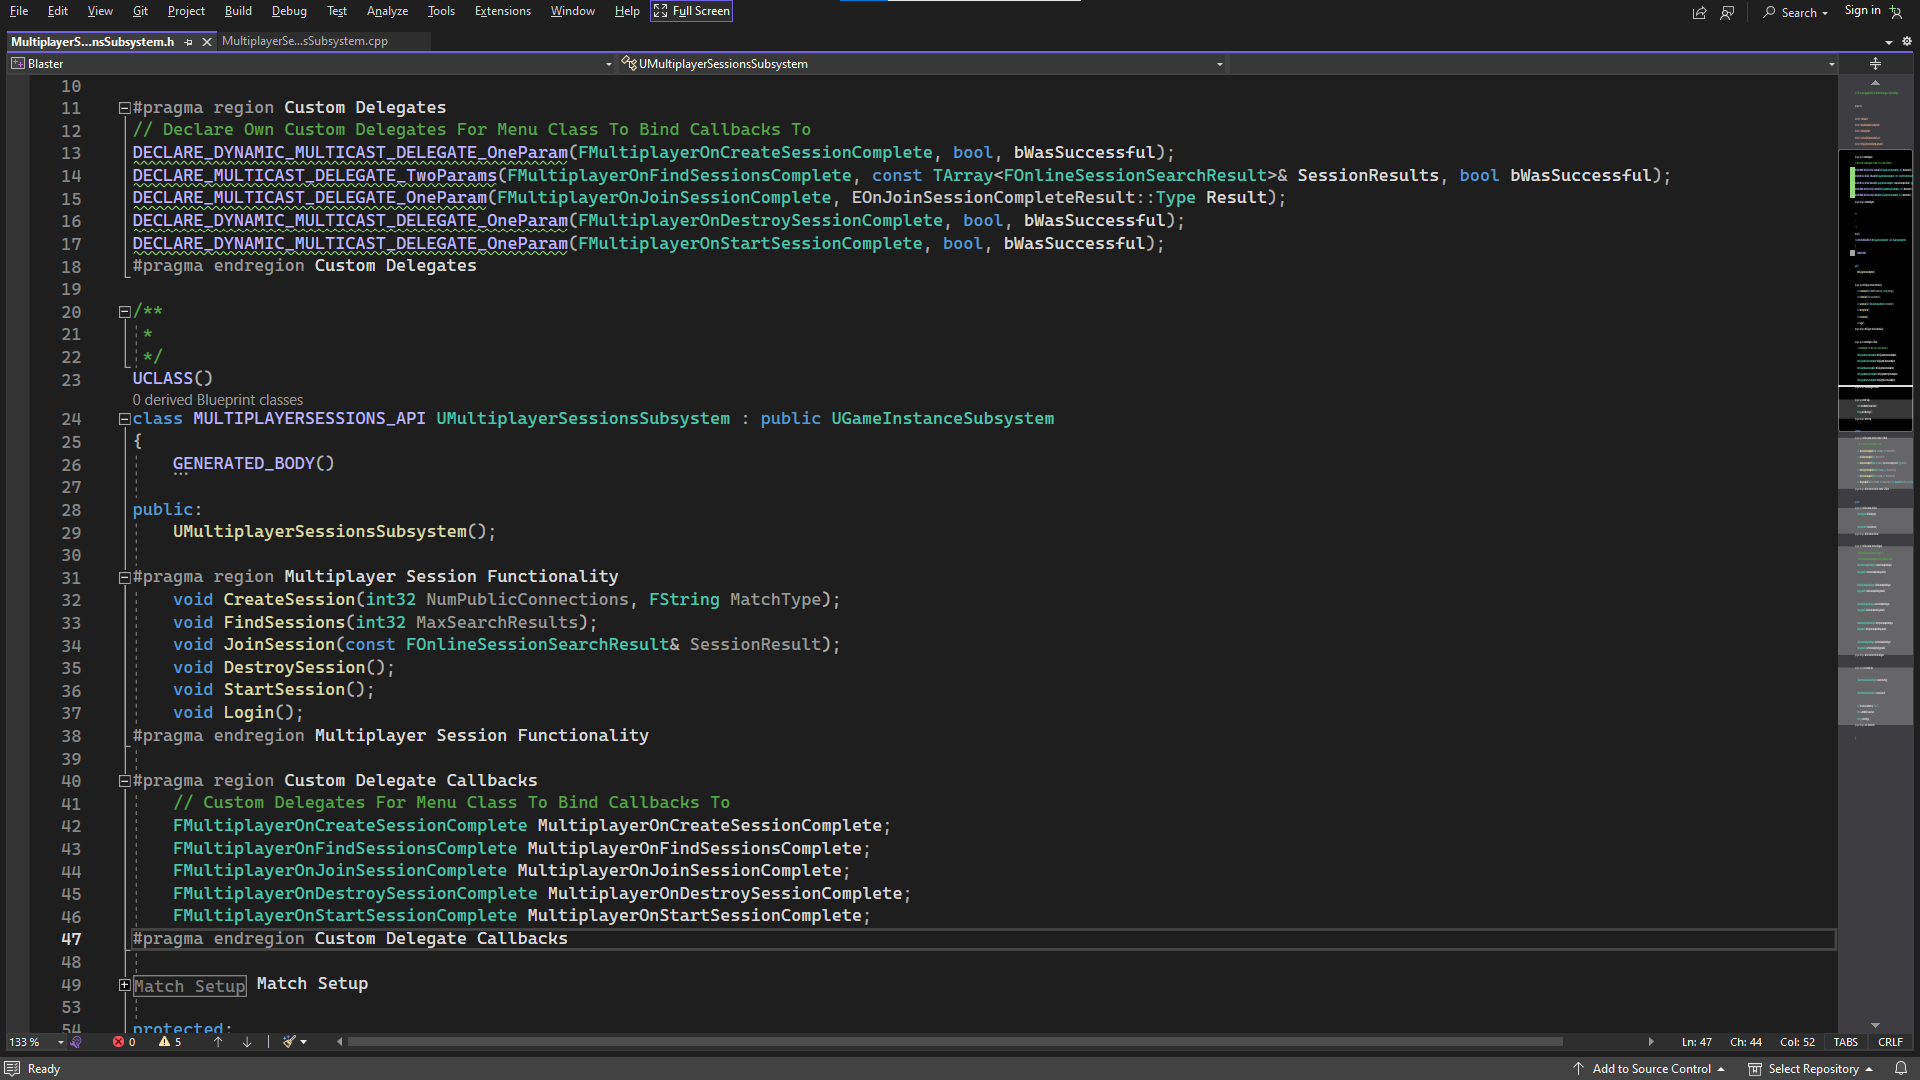 File Edit View Git Project Build Debug Test Analyze Tools Extensions Window Help Full Screen Search Sign in
MultiplayerS...nsSubsystem.h MultiplayerSe...sSubsystem.cpp
Blaster UMultiplayerSessionsSubsystem
10
11 #pragma region Custom Delegates
12 // Declare Own Custom Delegates For Menu Class To Bind Callbacks To
13 DECLARE_DYNAMIC_MULTICAST_DELEGATE_OneParam(FMultiplayerOnCreateSessionComplete, bool, bWasSuccessful);
14 DECLARE_MULTICAST_DELEGATE_TwoParams(FMultiplayerOnFindSessionsComplete, const TArray<FOnlineSessionSearchResult>& SessionResults, bool bWasSuccessful);
15 DECLARE_MULTICAST_DELEGATE_OneParam(FMultiplayerOnJoinSessionComplete, EOnJoinSessionCompleteResult::Type Result);
16 DECLARE_DYNAMIC_MULTICAST_DELEGATE_OneParam(FMultiplayerOnDestroySessionComplete, bool, bWasSuccessful);
17 DECLARE_DYNAMIC_MULTICAST_DELEGATE_OneParam(FMultiplayerOnStartSessionComplete, bool, bWasSuccessful);
18 #pragma endregion Custom Delegates
19
20 /**
21 *
22 */
23 UCLASS()
0 derived Blueprint classes
24 class MULTIPLAYERSESSIONS_API UMultiplayerSessionsSubsystem : public UGameInstanceSubsystem
25 {
26 GENERATED_BODY()
27
28 public:
29 UMultiplayerSessionsSubsystem();
30
31 #pragma region Multiplayer Session Functionality
32 void CreateSession(int32 NumPublicConnections, FString MatchType);
33 void FindSessions(int32 MaxSearchResults);
34 void JoinSession(const FOnlineSessionSearchResult& SessionResult);
35 void DestroySession();
36 void StartSession();
37 void Login();
38 #pragma endregion Multiplayer Session Functionality
39
40 #pragma region Custom Delegate Callbacks
41 // Custom Delegates For Menu Class To Bind Callbacks To
42 FMultiplayerOnCreateSessionComplete MultiplayerOnCreateSessionComplete;
43 FMultiplayerOnFindSessionsComplete MultiplayerOnFindSessionsComplete;
44 FMultiplayerOnJoinSessionComplete MultiplayerOnJoinSessionComplete;
45 FMultiplayerOnDestroySessionComplete MultiplayerOnDestroySessionComplete;
46 FMultiplayerOnStartSessionComplete MultiplayerOnStartSessionComplete;
47 #pragma endregion Custom Delegate Callbacks
48
49 Match Setup Match Setup
53
54 protected:
133 % 0 5 Ln: 47 Ch: 44 Col: 52 TABS CRLF
Ready Add to Source Control Select Repository